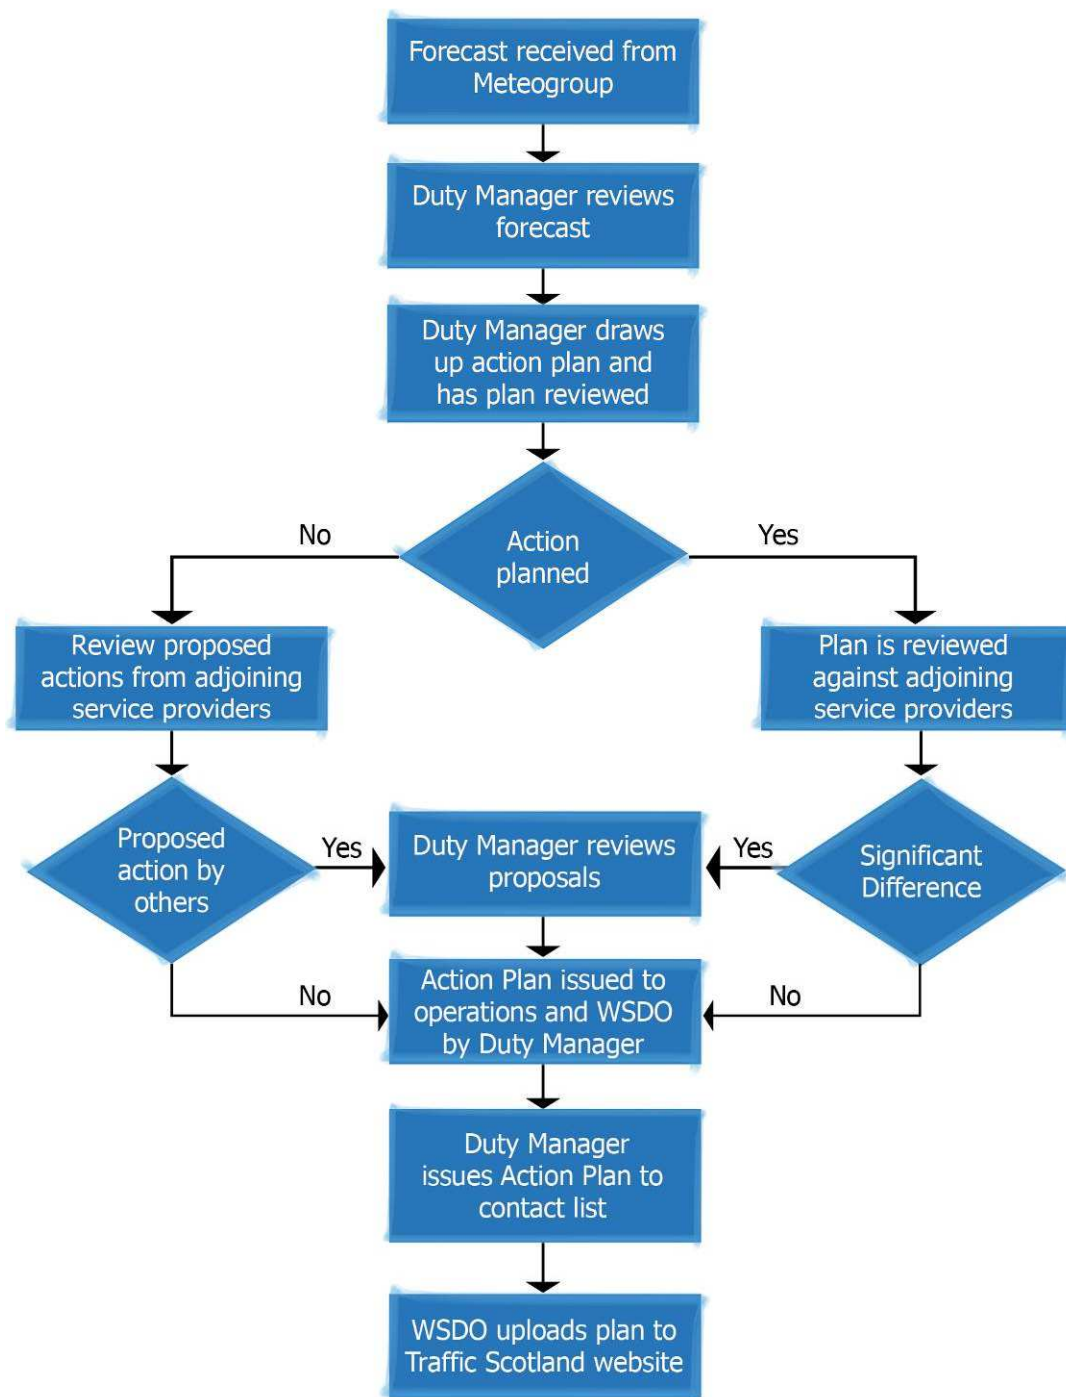 Forecast received from
Meteogroup
Duty Manager reviews
forecast
Duty Manager draws
up action plan and
has plan reviewed
Action
planned
No
Yes
Review proposed
actions from adjoining
service providers
Plan is reviewed
against adjoining
service providers
Proposed
action by
others
Yes
Duty Manager reviews
proposals
Yes
Significant
Difference
No
Action Plan issued to
operations and WSDO
by Duty Manager
No
Duty Manager
issues Action Plan to
contact list
WSDO uploads plan to
Traffic Scotland website